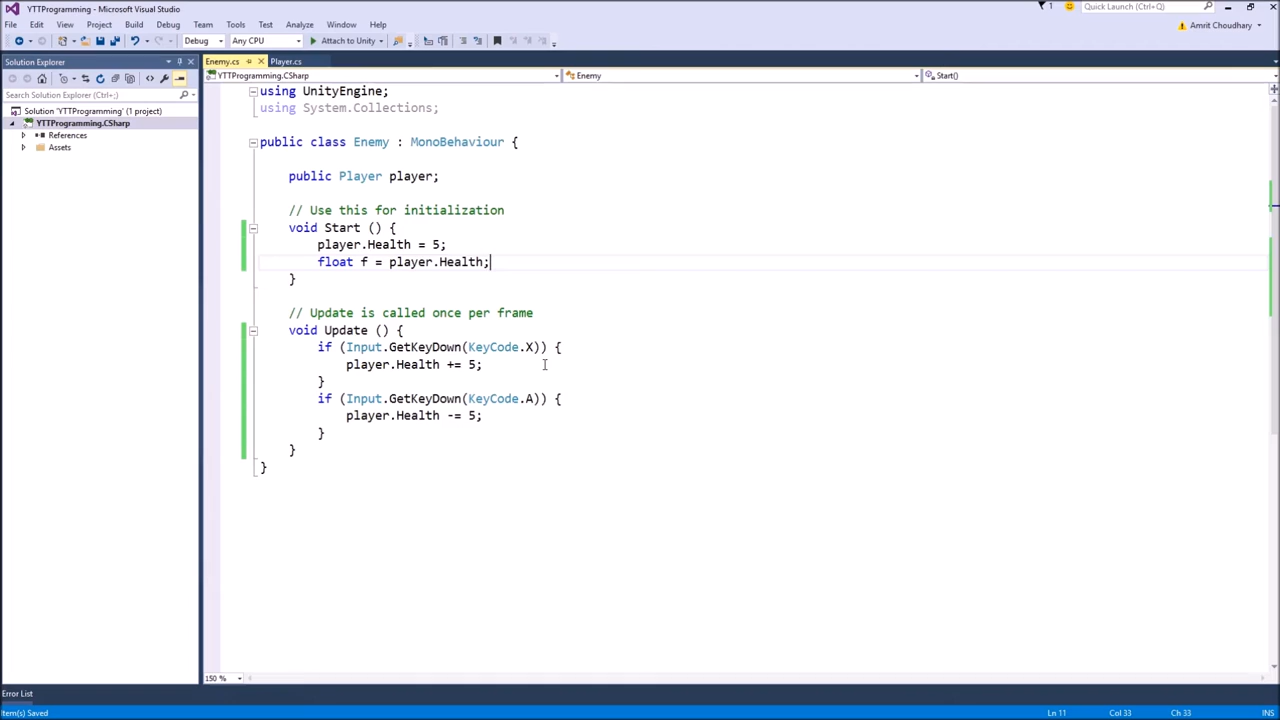 YTTProgramming - Microsoft Visual Studio
1
Quick Launch (Ctrl+Q)
File Edit View Project Build Debug Team Tools Test Analyze Window Help
Amrit Choudhary
Debug Any CPU Attach to Unity
Solution Explorer
Enemy.cs Player.cs
YTTProgramming.CSharp Enemy Start()
Search Solution Explorer (Ctrl+;)
Solution 'YTTProgramming' (1 project)
YTTProgramming.CSharp
References
Assets
using UnityEngine;
using System.Collections;
public class Enemy : MonoBehaviour {
public Player player;
// Use this for initialization
void Start () {
player.Health = 5;
float f = player.Health;
}
// Update is called once per frame
void Update () {
if (Input.GetKeyDown(KeyCode.X)) {
player.Health += 5;
}
if (Input.GetKeyDown(KeyCode.A)) {
player.Health -= 5;
}
}
}
150 %
Error List
Item(s) Saved Ln 11 Col 33 Ch 33 INS